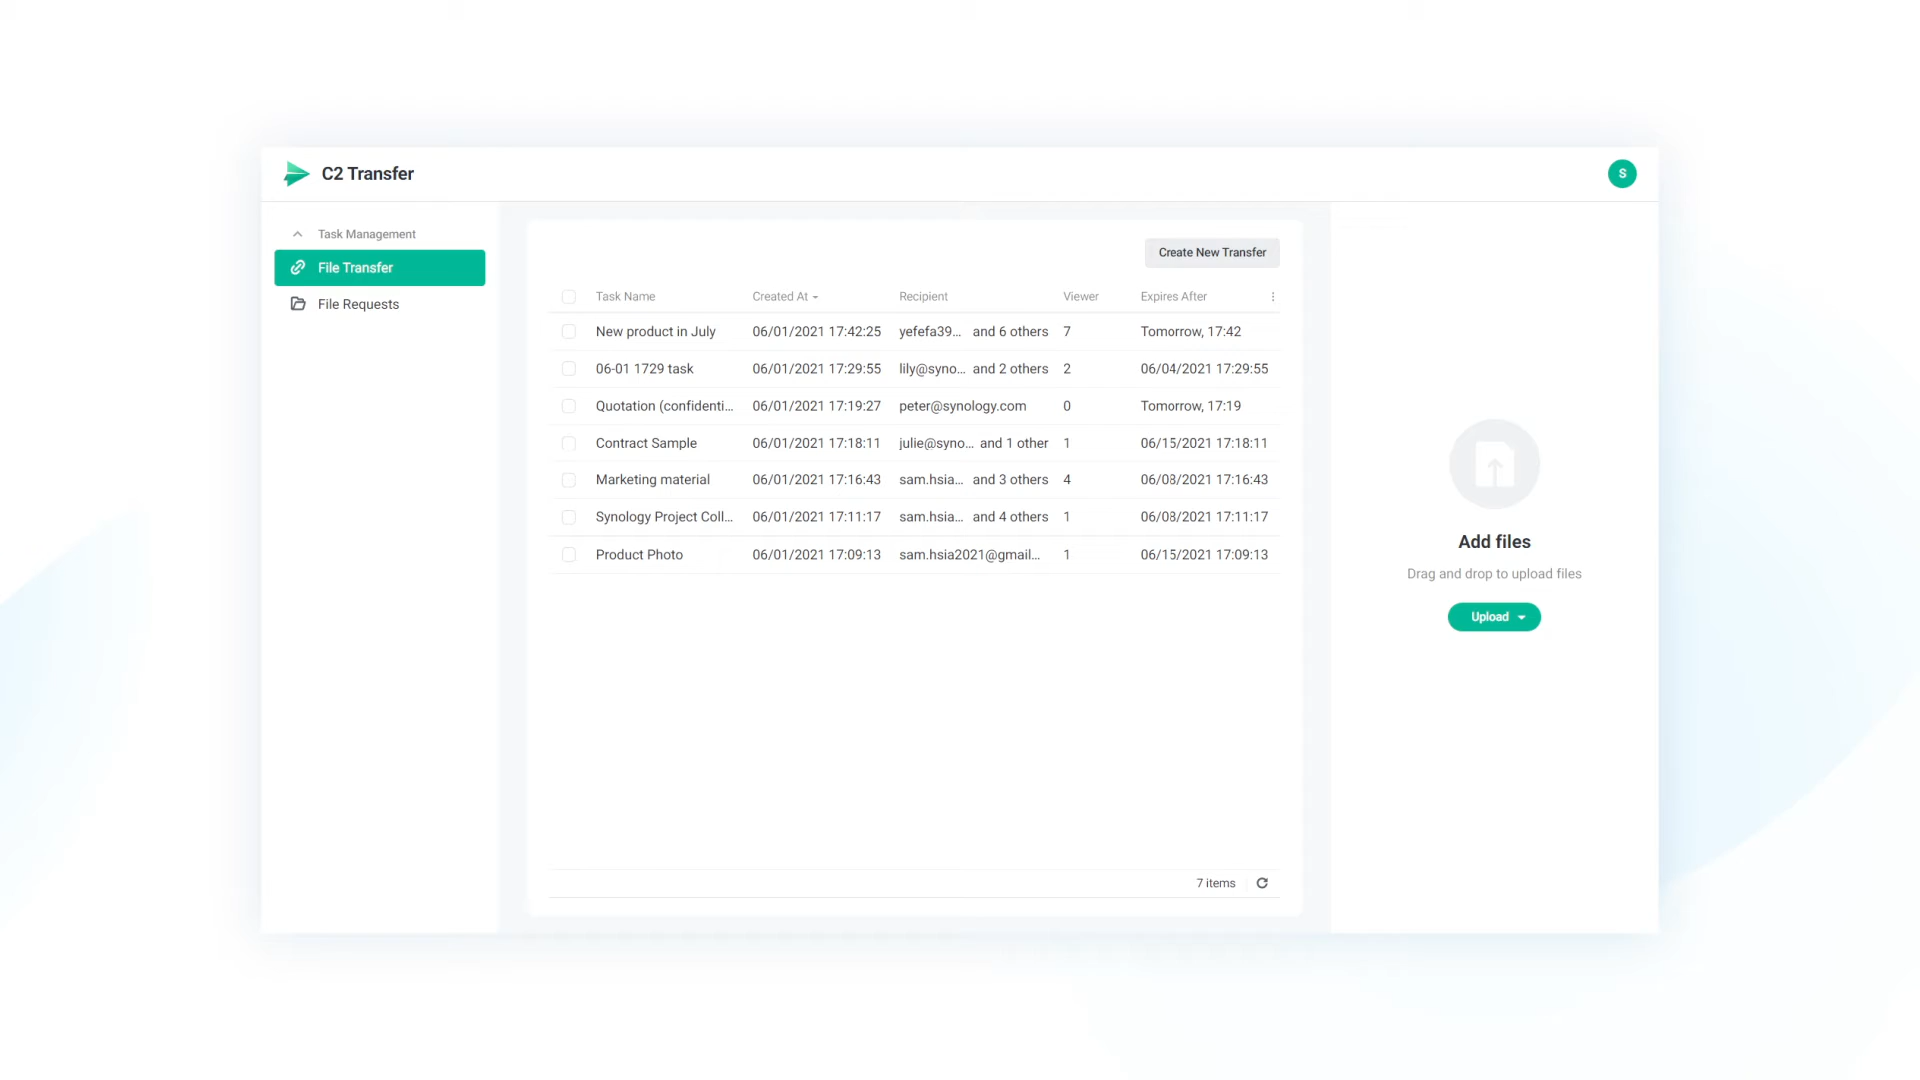 C2 Transfer
S
Task Management
File Transfer
File Requests
Create New Transfer
Task Name Created At Recipient Viewer Expires After
New product in July 06/01/2021 17:42:25 yefefa39... and 6 others 7 Tomorrow, 17:42
06-01 1729 task 06/01/2021 17:29:55 lily@syno... and 2 others 2 06/04/2021 17:29:55
Quotation (confidenti... 06/01/2021 17:19:27 peter@synology.com 0 Tomorrow, 17:19
Contract Sample 06/01/2021 17:18:11 julie@syno... and 1 other 1 06/15/2021 17:18:11
Marketing material 06/01/2021 17:16:43 sam.hsia... and 3 others 4 06/08/2021 17:16:43
Synology Project Coll... 06/01/2021 17:11:17 sam.hsia... and 4 others 1 06/08/2021 17:11:17
Product Photo 06/01/2021 17:09:13 sam.hsia2021@gmail... 1 06/15/2021 17:09:13
7 items
Add files
Drag and drop to upload files
Upload